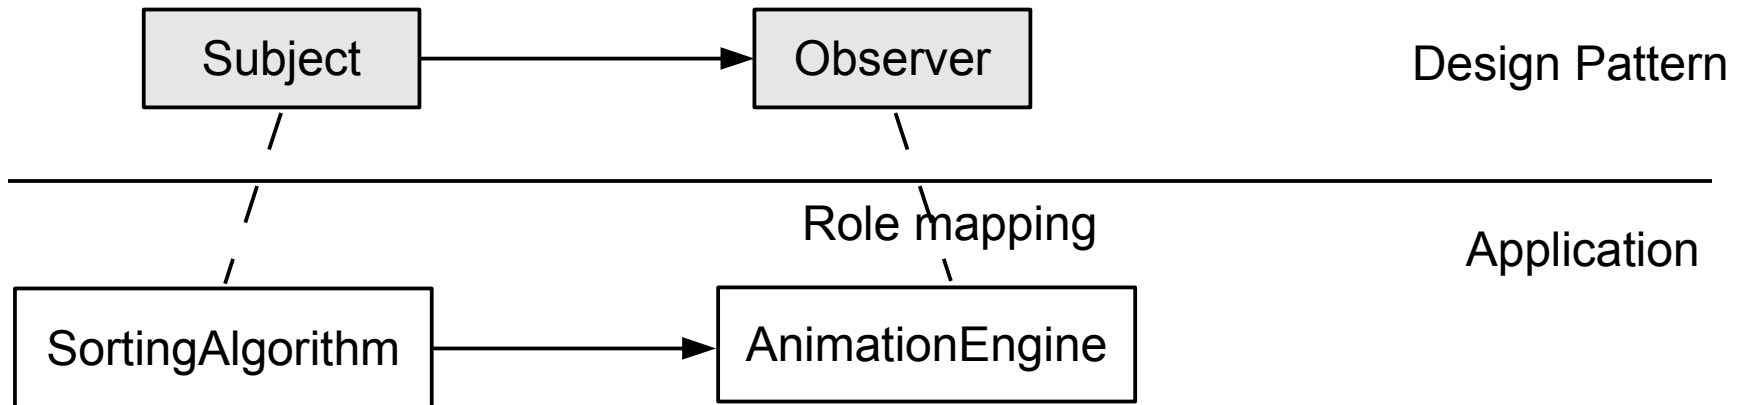 Subject
Observer
Design Pattern
Role mapping
Application
SortingAlgorithm
AnimationEngine